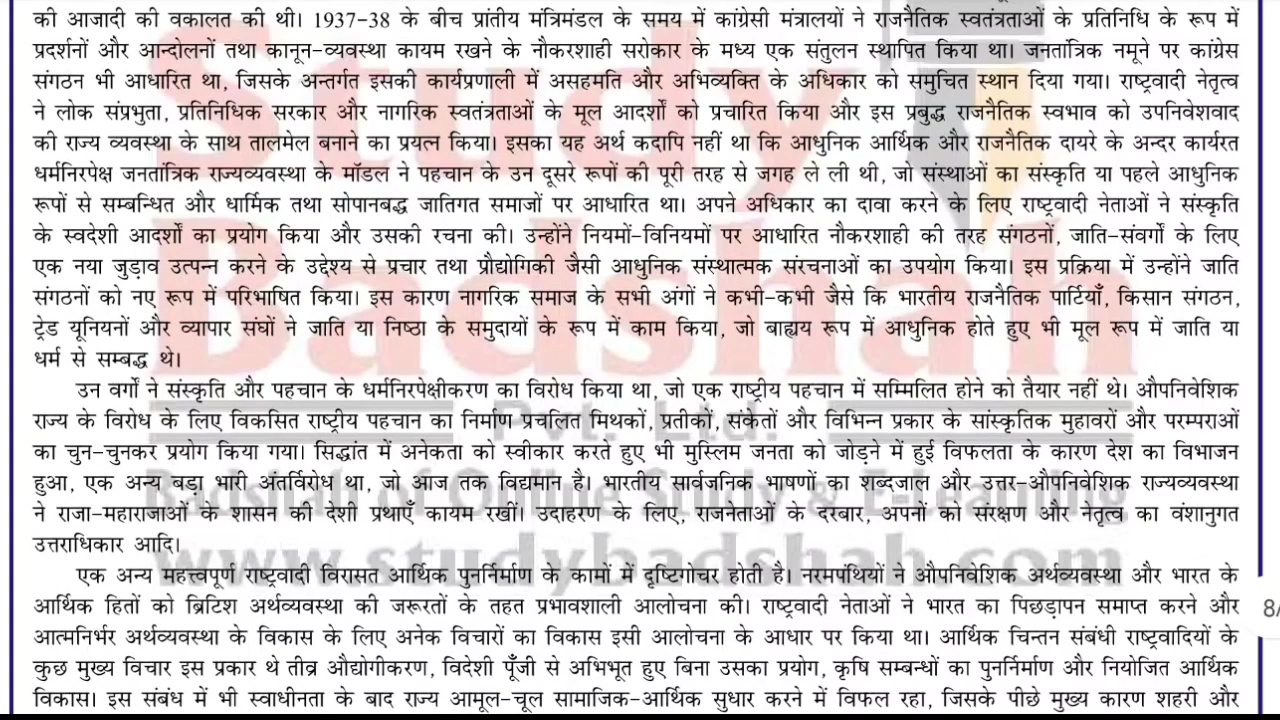 की आजादी की वकालत की थी। 1937-38 के बीच प्रांतीय मंत्रिमंडल के समय में कांग्रेसी मंत्रालयों ने राजनैतिक स्वतंत्रताओं के प्रतिनिधि के रूप में
प्रदर्शनों और आन्दोलनों तथा कानून-व्यवस्था कायम रखने के नौकरशाही सरोकार के मध्य एक संतुलन स्थापित किया था। जनतांत्रिक नमूने पर कांग्रेस
संगठन भी आधारित था, जिसके अन्तर्गत इसकी कार्यप्रणाली में असहमति और अभिव्यक्ति के अधिकार को समुचित स्थान दिया गया। राष्ट्रवादी नेतृत्व
ने लोक संप्रभुता, प्रतिनिधिक सरकार और नागरिक स्वतंत्रताओं के मूल आदर्शों को प्रचारित किया और इस प्रबुद्ध राजनैतिक स्वभाव को उपनिवेशवाद
की राज्य व्यवस्था के साथ तालमेल बनाने का प्रयत्न किया। इसका यह अर्थ कदापि नहीं था कि आधुनिक आर्थिक और राजनैतिक दायरे के अन्दर कार्यरत
धर्मनिरपेक्ष जनतांत्रिक राज्यव्यवस्था के मॉडल ने पहचान के उन दूसरे रूपों की पूरी तरह से जगह ले ली थी, जो संस्थाओं का संस्कृति या पहले आधुनिक
रूपों से सम्बन्धित और धार्मिक तथा सोपानबद्ध जातिगत समाजों पर आधारित था। अपने अधिकार का दावा करने के लिए राष्ट्रवादी नेताओं ने संस्कृति
के स्वदेशी आदर्शों का प्रयोग किया और उसकी रचना की। उन्होंने नियमों-विनियमों पर आधारित नौकरशाही की तरह संगठनों, जाति-संवर्गों के लिए
एक नया जुड़ाव उत्पन्न करने के उद्देश्य से प्रचार तथा प्रौद्योगिकी जैसी आधुनिक संस्थात्मक संरचनाओं का उपयोग किया। इस प्रक्रिया में उन्होंने जाति
संगठनों को नए रूप में परिभाषित किया। इस कारण नागरिक समाज के सभी अंगों ने कभी-कभी जैसे कि भारतीय राजनैतिक पार्टियाँ, किसान संगठन,
ट्रेड यूनियनों और व्यापार संघों ने जाति या निष्ठा के समुदायों के रूप में काम किया, जो बाह्यय रूप में आधुनिक होते हुए भी मूल रूप में जाति या
धर्म से सम्बद्ध थे।
उन वर्गों ने संस्कृति और पहचान के धर्मनिरपेक्षीकरण का विरोध किया था, जो एक राष्ट्रीय पहचान में सम्मिलित होने को तैयार नहीं थे। औपनिवेशिक
राज्य के विरोध के लिए विकसित राष्ट्रीय पहचान का निर्माण प्रचलित मिथकों, प्रतीकों, संकेतों और विभिन्न प्रकार के सांस्कृतिक मुहावरों और परम्पराओं
का चुन-चुनकर प्रयोग किया गया। सिद्धांत में अनेकता को स्वीकार करते हुए भी मुस्लिम जनता को जोड़ने में हुई विफलता के कारण देश का विभाजन
हुआ, एक अन्य बड़ा भारी अंतर्विरोध था, जो आज तक विद्यमान है। भारतीय सार्वजनिक भाषणों का शब्दजाल और उत्तर-औपनिवेशिक राज्यव्यवस्था
ने राजा-महाराजाओं के शासन की देशी प्रथाएँ कायम रखीं। उदाहरण के लिए, राजनेताओं के दरबार, अपनों को संरक्षण और नेतृत्व का वंशानुगत
उत्तराधिकार आदि।
एक अन्य महत्त्वपूर्ण राष्ट्रवादी विरासत आर्थिक पुनर्निर्माण के कामों में दृष्टिगोचर होती है। नरमपंथियों ने औपनिवेशिक अर्थव्यवस्था और भारत के
आर्थिक हितों को ब्रिटिश अर्थव्यवस्था की जरूरतों के तहत प्रभावशाली आलोचना की। राष्ट्रवादी नेताओं ने भारत का पिछड़ापन समाप्त करने और
आत्मनिर्भर अर्थव्यवस्था के विकास के लिए अनेक विचारों का विकास इसी आलोचना के आधार पर किया था। आर्थिक चिन्तन संबंधी राष्ट्रवादियों के
कुछ मुख्य विचार इस प्रकार थे तीव्र औद्योगीकरण, विदेशी पूँजी से अभिभूत हुए बिना उसका प्रयोग, कृषि सम्बन्धों का पुनर्निर्माण और नियोजित आर्थिक
विकास। इस संबंध में भी स्वाधीनता के बाद राज्य आमूल-चूल सामाजिक-आर्थिक सुधार करने में विफल रहा, जिसके पीछे मुख्य कारण शहरी और
8/
Study
Badshah
Pvt. Ltd.
Badshah of Online Study & E-Learning
www.studybadshah.com